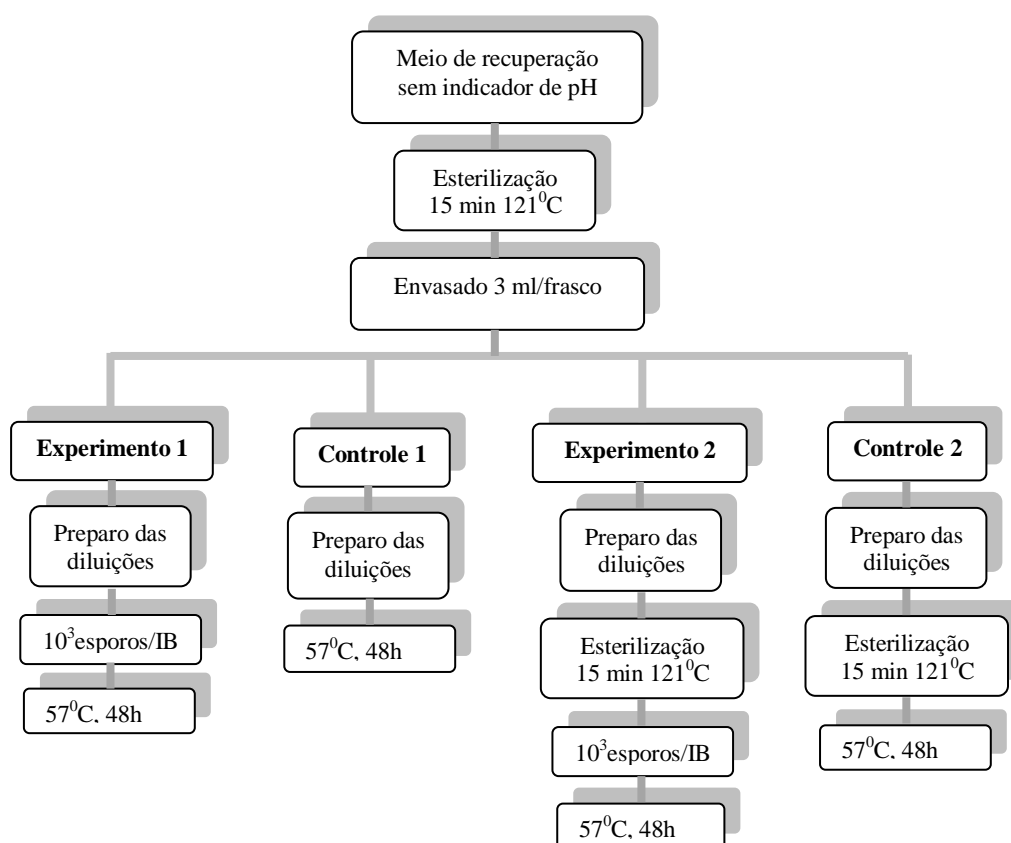 Meio de recuperação
sem indicador de pH
Esterilização
15 min 121⁰C
Envasado 3 ml/frasco
Experimento 1
Preparo das
diluições
10³esporos/IB
57⁰C, 48h
Controle 1
Preparo das
diluições
57⁰C, 48h
Experimento 2
Preparo das
diluições
Esterilização
15 min 121⁰C
10³esporos/IB
57⁰C, 48h
Controle 2
Preparo das
diluições
Esterilização
15 min 121⁰C
57⁰C, 48h